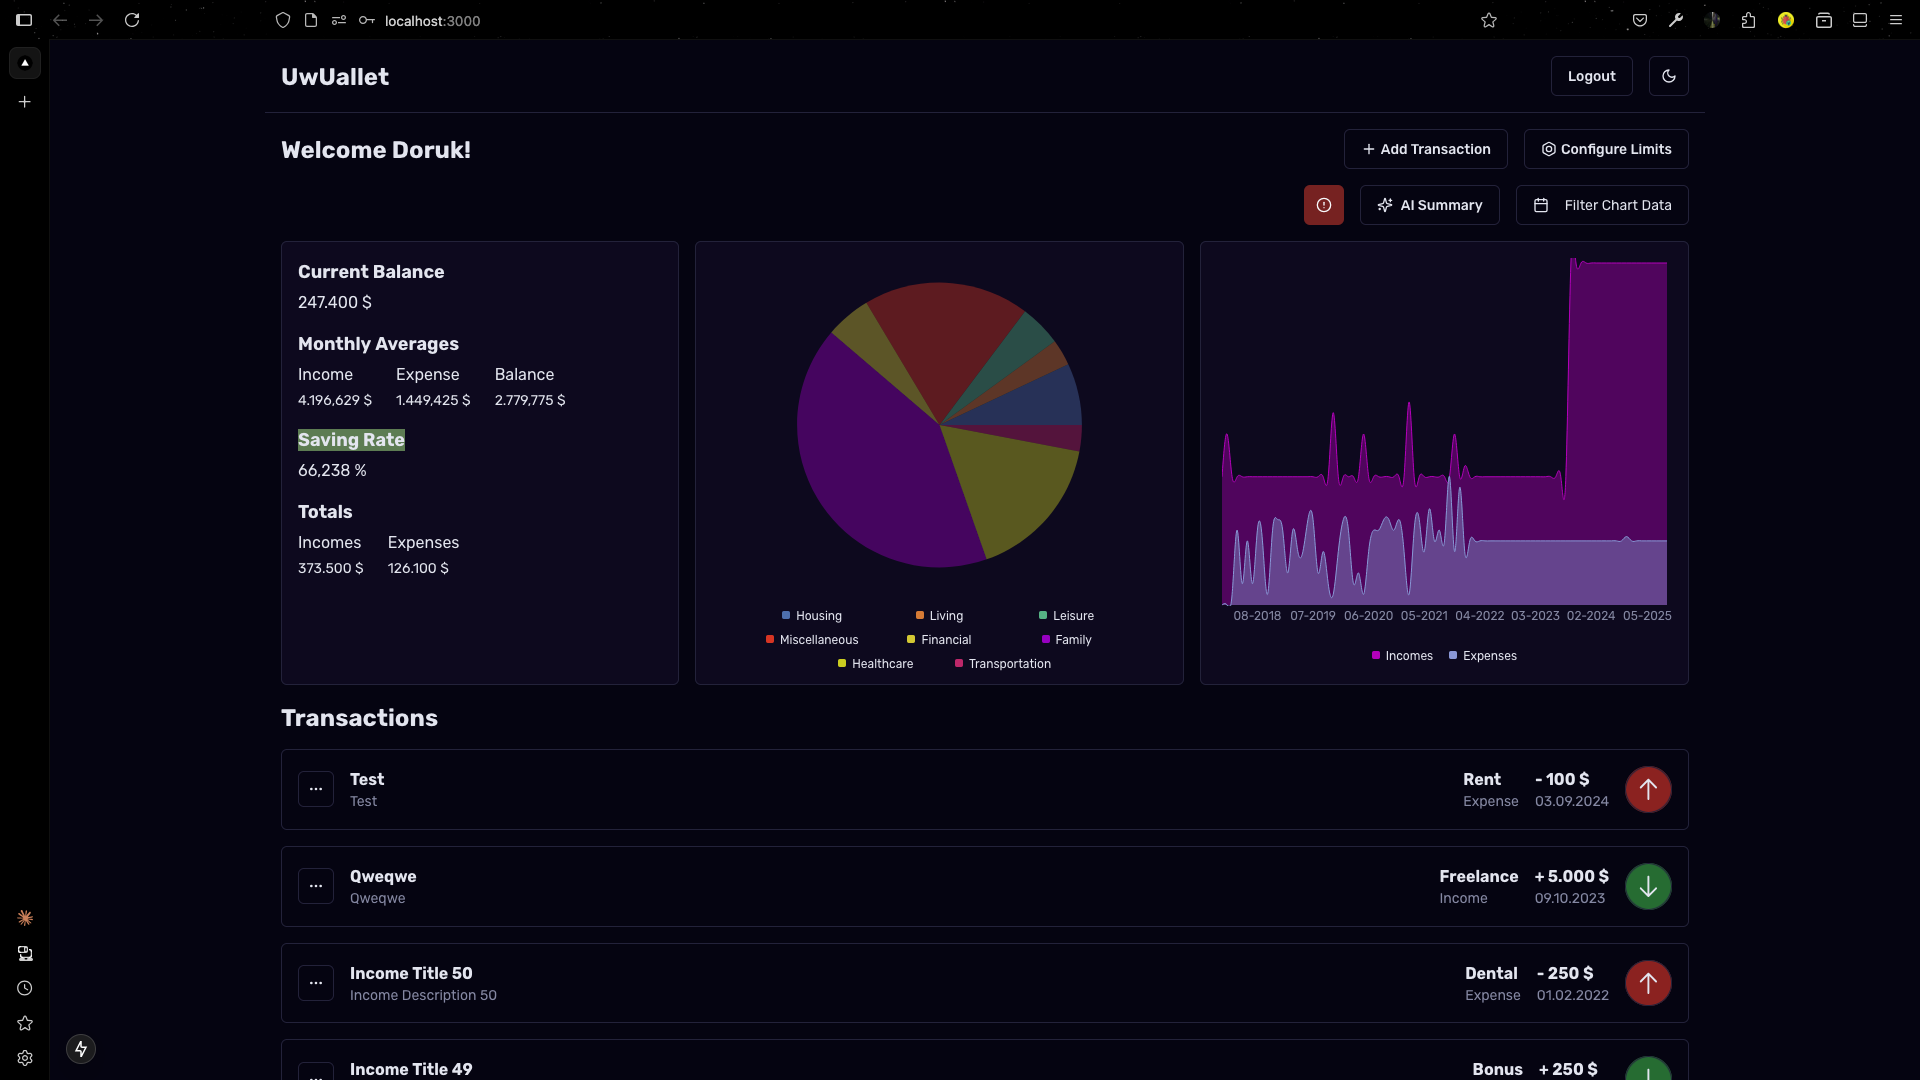 localhost:3000
UwUallet
Logout
Welcome Doruk!
Add Transaction
Configure Limits
AI Summary
Filter Chart Data
Current Balance
247.400 $
Monthly Averages
Income Expense Balance
4.196,629 $ 1.449,425 $ 2.779,775 $
Saving Rate
66,238 %
Totals
Incomes Expenses
373.500 $ 126.100 $
Housing Living Leisure
Miscellaneous Financial Family
Healthcare Transportation
08-2018 07-2019 06-2020 05-2021 04-2022 03-2023 02-2024 05-2025
Incomes Expenses
Transactions
Test
Test
Rent - 100 $
Expense 03.09.2024
Qweqwe
Qweqwe
Freelance + 5.000 $
Income 09.10.2023
Income Title 50
Income Description 50
Dental - 250 $
Expense 01.02.2022
Income Title 49
Bonus + 250 $